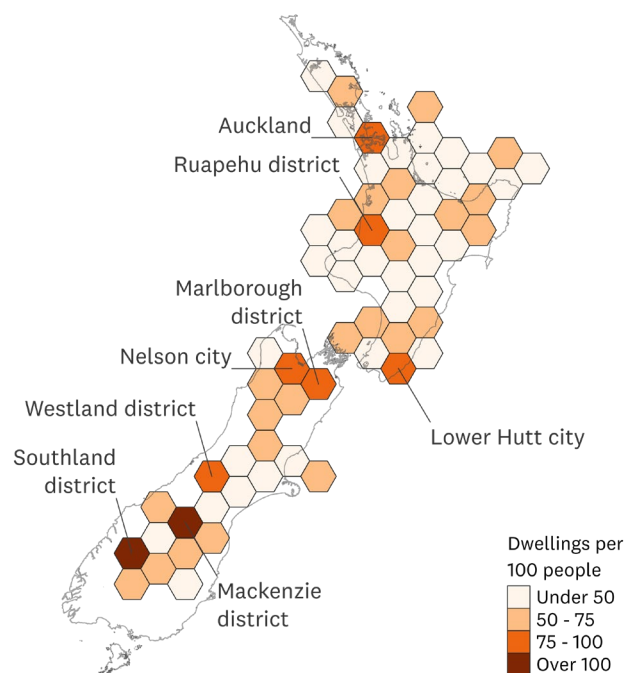 Auckland
Ruapehu district
Marlborough
district
Nelson city
Westland district
Lower Hutt city
Southland
district
Mackenzie
district
Dwellings per
100 people
Under 50
50 - 75
75 - 100
Over 100